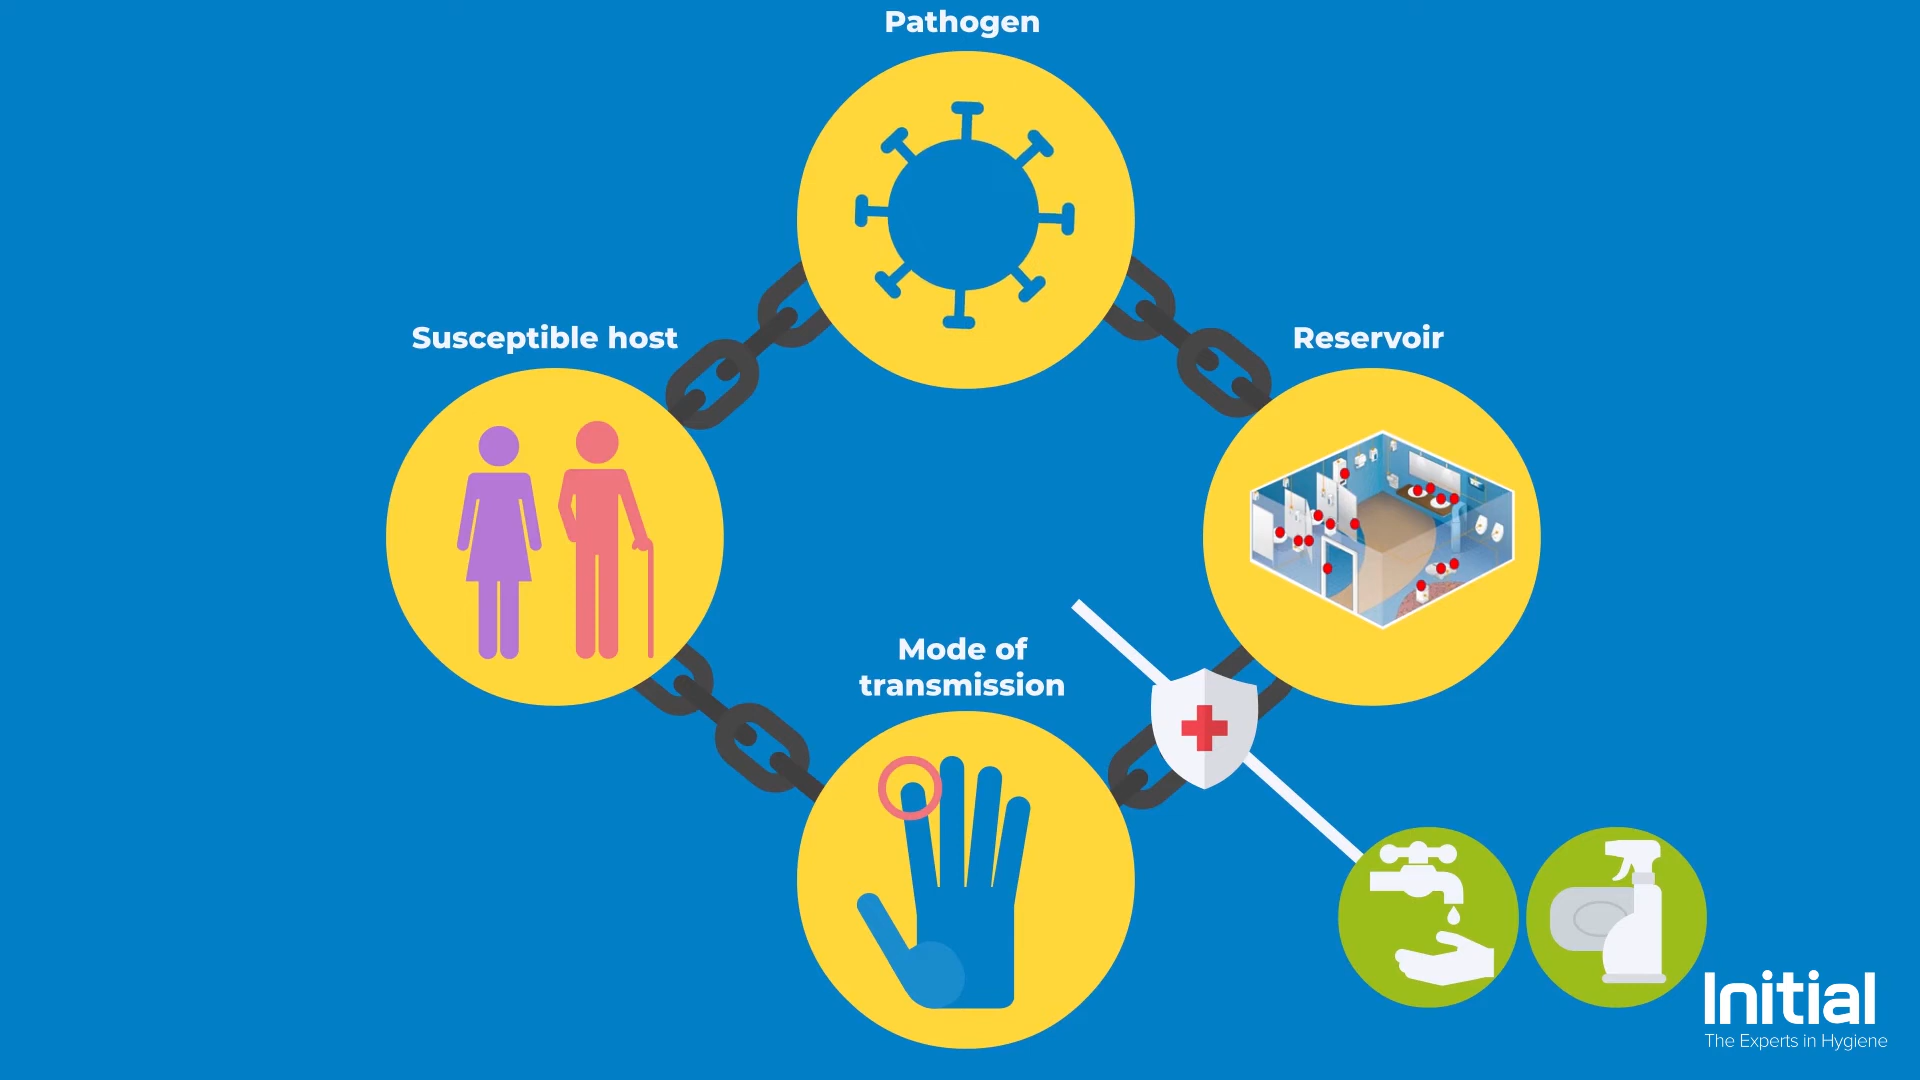 Pathogen
Susceptible host
Reservoir
Mode of
transmission
Initial
The Experts in Hygiene